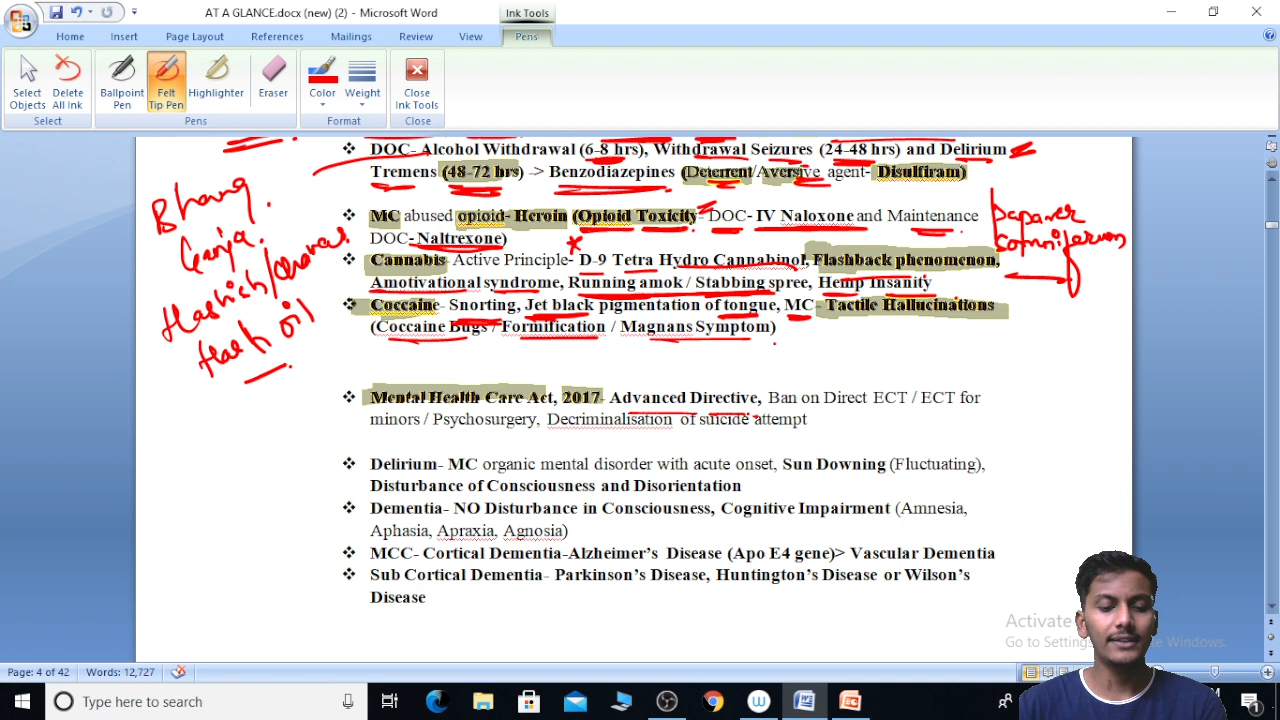 AT A GLANCE.docx (new) (2) - Microsoft Word
Ink Tools
Home Insert Page Layout References Mailings Review View Pens
Select Objects
Delete All Ink
Ballpoint Pen
Felt Tip Pen
Highlighter
Eraser
Color
Weight
Close Ink Tools
Select Pens Format Close
❖ DOC- Alcohol Withdrawal (6-8 hrs), Withdrawal Seizures (24-48 hrs) and Delirium
Tremens (48-72 hrs) -> Benzodiazepines (Deterrent/Aversive agent- Disulfiram)
❖ MC abused opioid- Heroin (Opioid Toxicity- DOC- IV Naloxone and Maintenance
DOC- Naltrexone)
❖ Cannabis- Active Principle- D-9 Tetra Hydro Cannabinol, Flashback phenomenon,
Amotivational syndrome, Running amok / Stabbing spree, Hemp Insanity
❖ Coccaine- Snorting, Jet black pigmentation of tongue, MC- Tactile Hallucinations
(Coccaine Bugs / Formification / Magnans Symptom)
Bhang
Ganja
Hashish/charas
Hash oil
papaver
somniferum
❖ Mental Health Care Act, 2017- Advanced Directive, Ban on Direct ECT / ECT for
minors / Psychosurgery, Decriminalisation of suicide attempt
❖ Delirium- MC organic mental disorder with acute onset, Sun Downing (Fluctuating),
Disturbance of Consciousness and Disorientation
❖ Dementia- NO Disturbance in Consciousness, Cognitive Impairment (Amnesia,
Aphasia, Apraxia, Agnosia)
❖ MCC- Cortical Dementia-Alzheimer's Disease (Apo E4 gene)> Vascular Dementia
❖ Sub Cortical Dementia- Parkinson's Disease, Huntington's Disease or Wilson's
Disease
Activate
Go to Settings Windows.
Page: 4 of 42 Words: 12,727
Type here to search